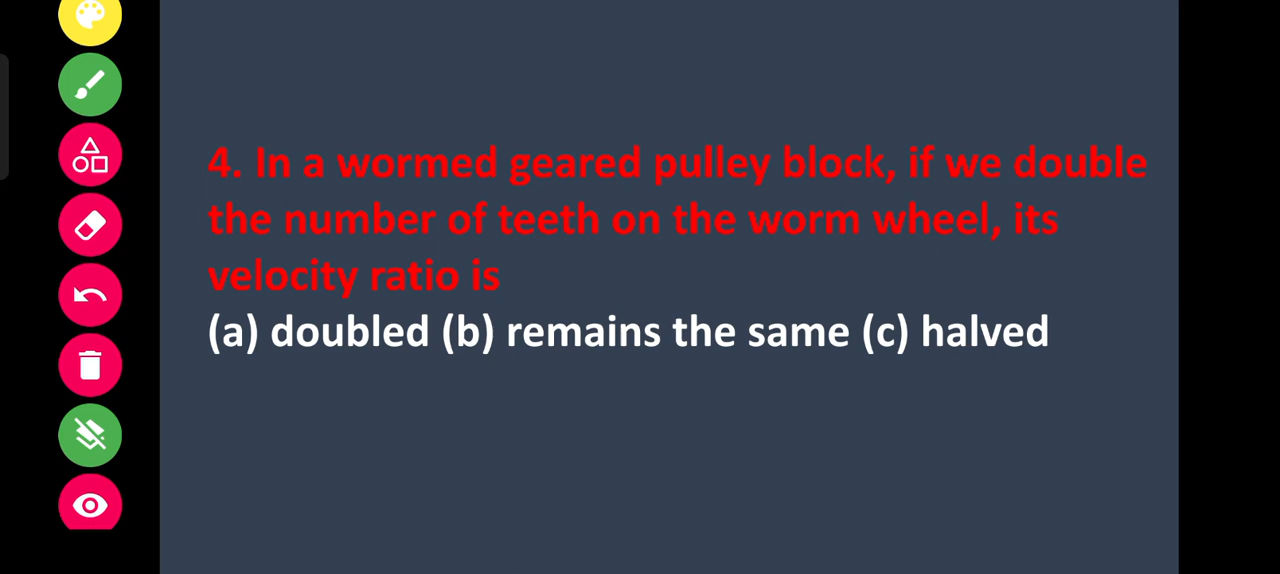 4. In a wormed geared pulley block, if we double
the number of teeth on the worm wheel, its
velocity ratio is
(a) doubled (b) remains the same (c) halved